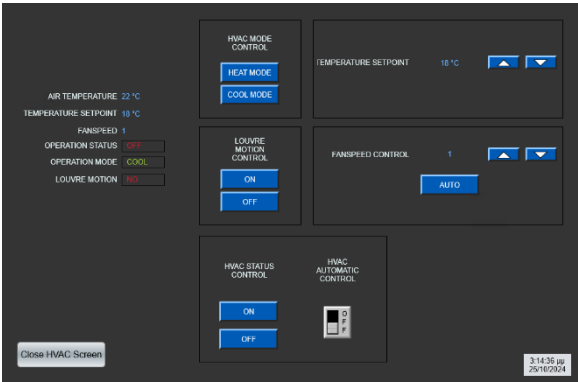 HVAC MODE
CONTROL
HEAT MODE
COOL MODE
TEMPERATURE SETPOINT 18 °C
AIR TEMPERATURE 22 °C
TEMPERATURE SETPOINT 18 °C
FANSPEED 1
OPERATION STATUS OFF
OPERATION MODE COOL
LOUVRE MOTION NO
LOUVRE
MOTION
CONTROL
ON
OFF
FANSPEED CONTROL 1
AUTO
HVAC STATUS
CONTROL
ON
OFF
HVAC
AUTOMATIC
CONTROL
OFF
Close HVAC Screen
3:14:36 μμ
25/10/2024